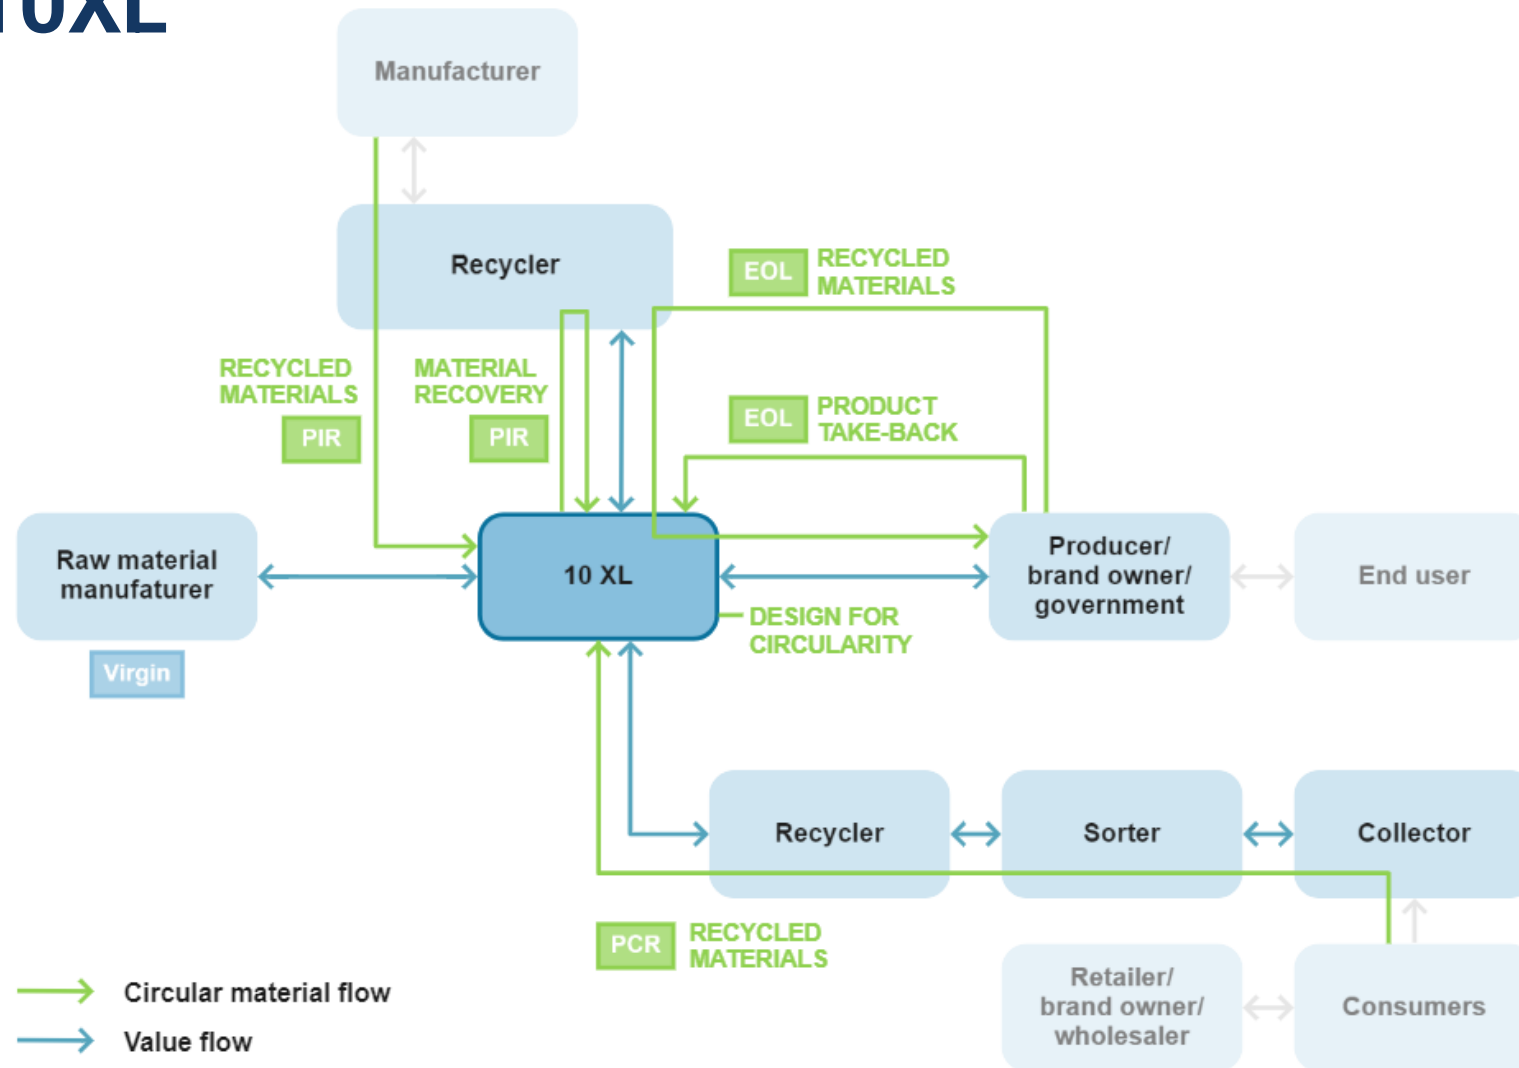 10XL
Manufacturer
Recycler
EOL
RECYCLED
MATERIALS
RECYCLED
MATERIALS
PIR
MATERIAL
RECOVERY
PIR
EOL
PRODUCT
TAKE-BACK
Raw material
manufaturer
Virgin
10 XL
DESIGN FOR
CIRCULARITY
Producer/
brand owner/
government
End user
Recycler
Sorter
Collector
PCR
RECYCLED
MATERIALS
Retailer/
brand owner/
wholesaler
Consumers
Circular material flow
Value flow